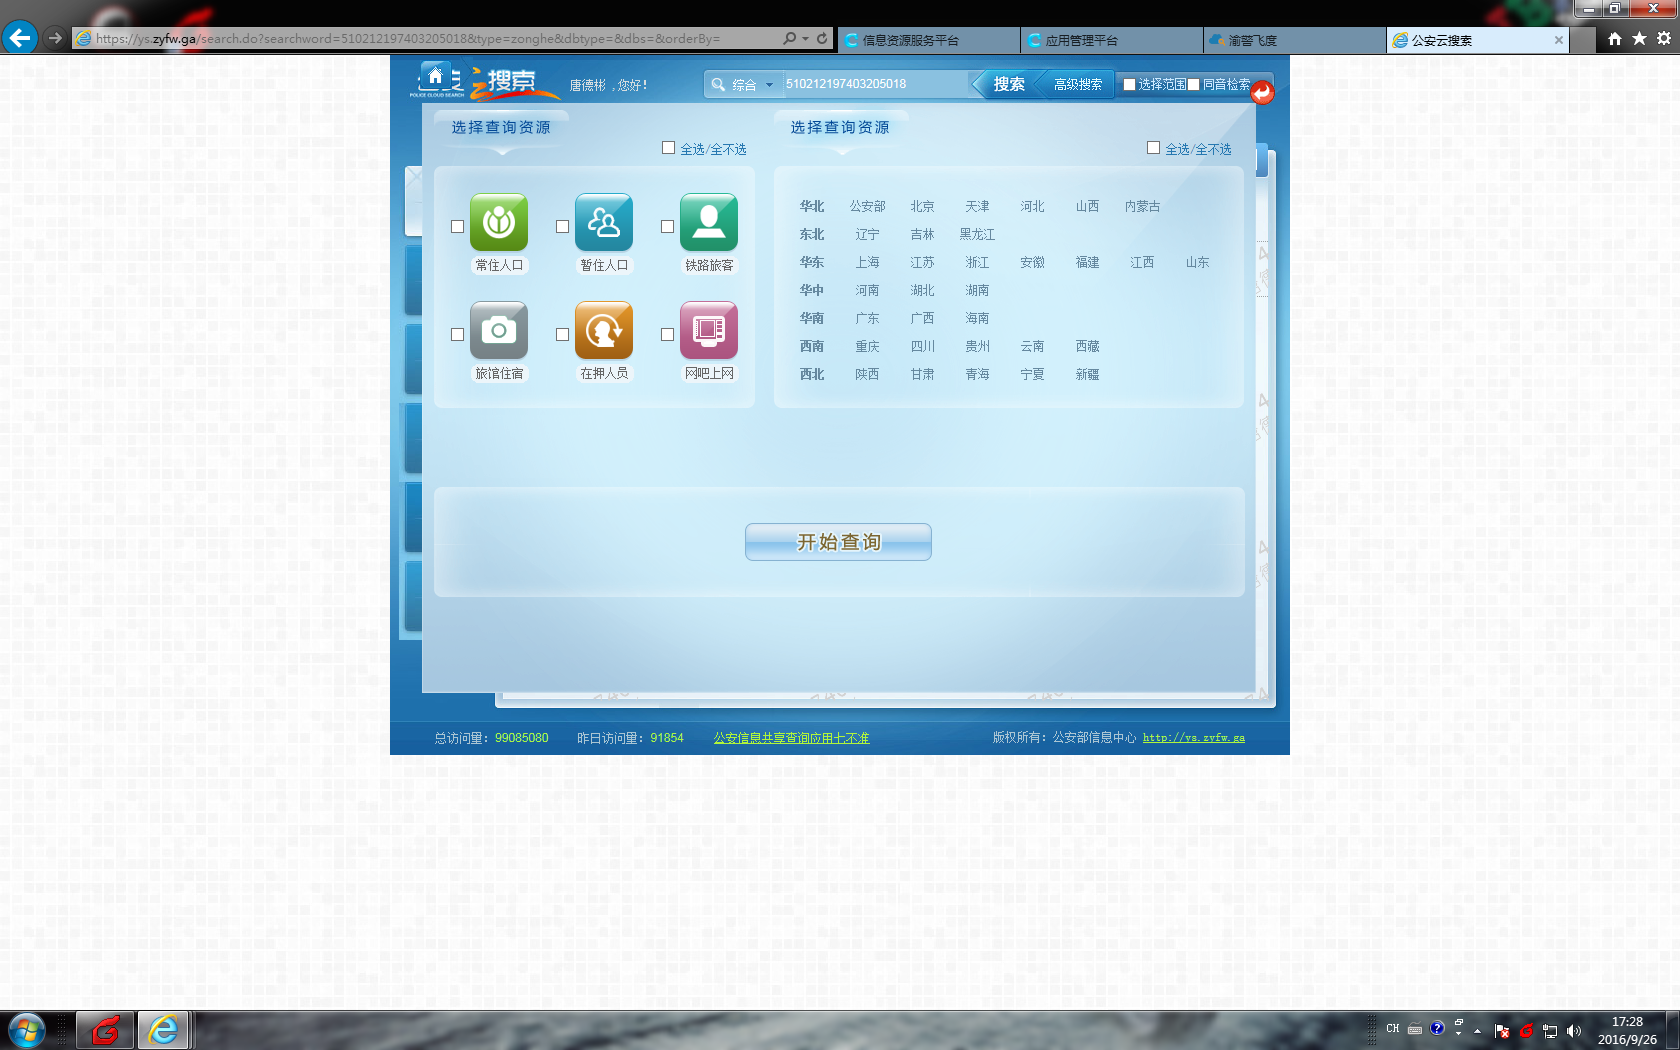 https://ys.zyfw.ga/search.do?searchword=510212197403205018&type=zonghe&dbtype=&dbs=&orderBy=
信息资源服务平台
应用管理平台
渝警飞度
公安云搜索
搜索
POLICE CLOUD SEARCH
唐德彬 ,您好!
综合
510212197403205018
搜索
高级搜索
选择范围
同音检索
选择查询资源
全选/全不选
常住人口 暂住人口 铁路旅客
旅馆住宿 在押人员 网吧上网
选择查询资源
全选/全不选
华北 公安部 北京 天津 河北 山西 内蒙古
东北 辽宁 吉林 黑龙江
华东 上海 江苏 浙江 安徽 福建 江西 山东
华中 河南 湖北 湖南
华南 广东 广西 海南
西南 重庆 四川 贵州 云南 西藏
西北 陕西 甘肃 青海 宁夏 新疆
开始查询
总访问量: 99085080
昨日访问量: 91854
公安信息共享查询应用七不准
版权所有: 公安部信息中心 http://ys.zyfw.ga
CH
17:28
2016/9/26